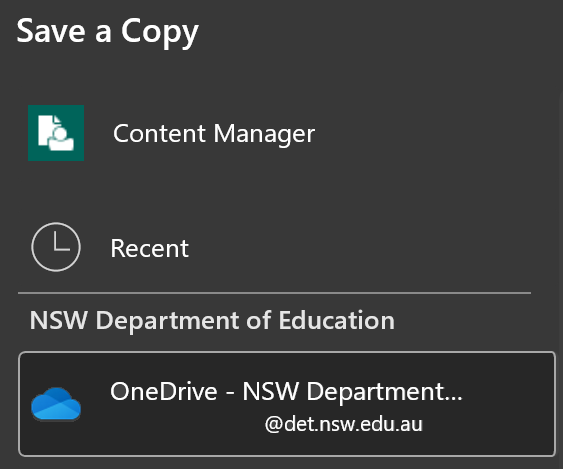 Save a Copy
Content Manager
Recent
NSW Department of Education
OneDrive - NSW Department...
@det.nsw.edu.au